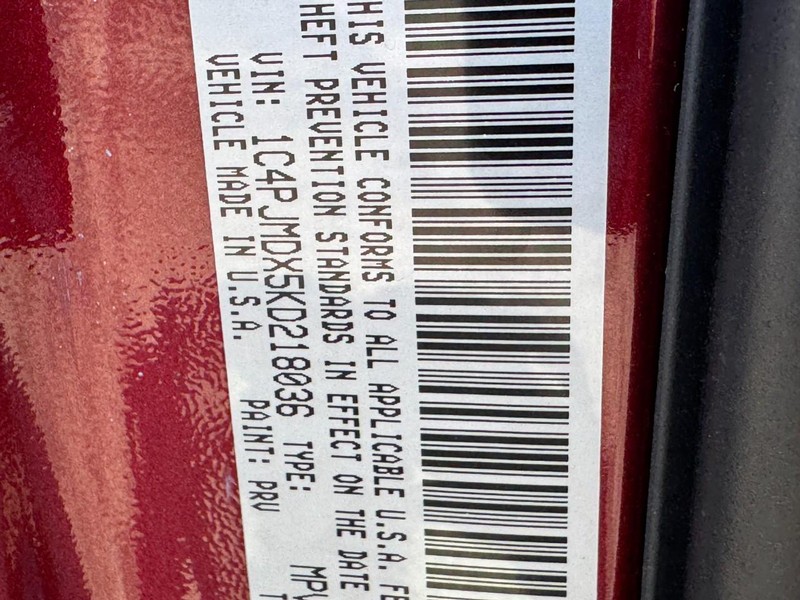 HIS VEHICLE CONFORMS TO ALL APPLICABLE U.S.A. FE
HEFT PREVENTION STANDARDS IN EFFECT ON THE DATE
VIN: 1C4PJMDX5KD218036 TYPE: MPV
VEHICLE MADE IN U.S.A. PAINT: PRV T